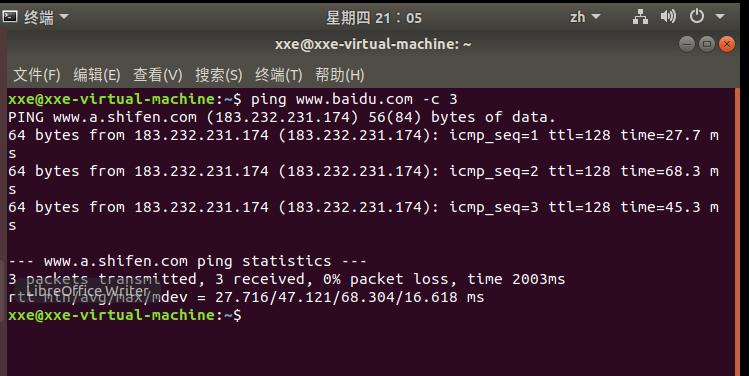 终端
星期四 21：05
zh
xxe@xxe-virtual-machine: ~
文件(F) 编辑(E) 查看(V) 搜索(S) 终端(T) 帮助(H)
xxe@xxe-virtual-machine:~$ ping www.baidu.com -c 3
PING www.a.shifen.com (183.232.231.174) 56(84) bytes of data.
64 bytes from 183.232.231.174 (183.232.231.174): icmp_seq=1 ttl=128 time=27.7 m
s
64 bytes from 183.232.231.174 (183.232.231.174): icmp_seq=2 ttl=128 time=68.3 m
s
64 bytes from 183.232.231.174 (183.232.231.174): icmp_seq=3 ttl=128 time=45.3 m
s
--- www.a.shifen.com ping statistics ---
3 packets transmitted, 3 received, 0% packet loss, time 2003ms
LibreOffice Writer
rtt min/avg/max/mdev = 27.716/47.121/68.304/16.618 ms
xxe@xxe-virtual-machine:~$